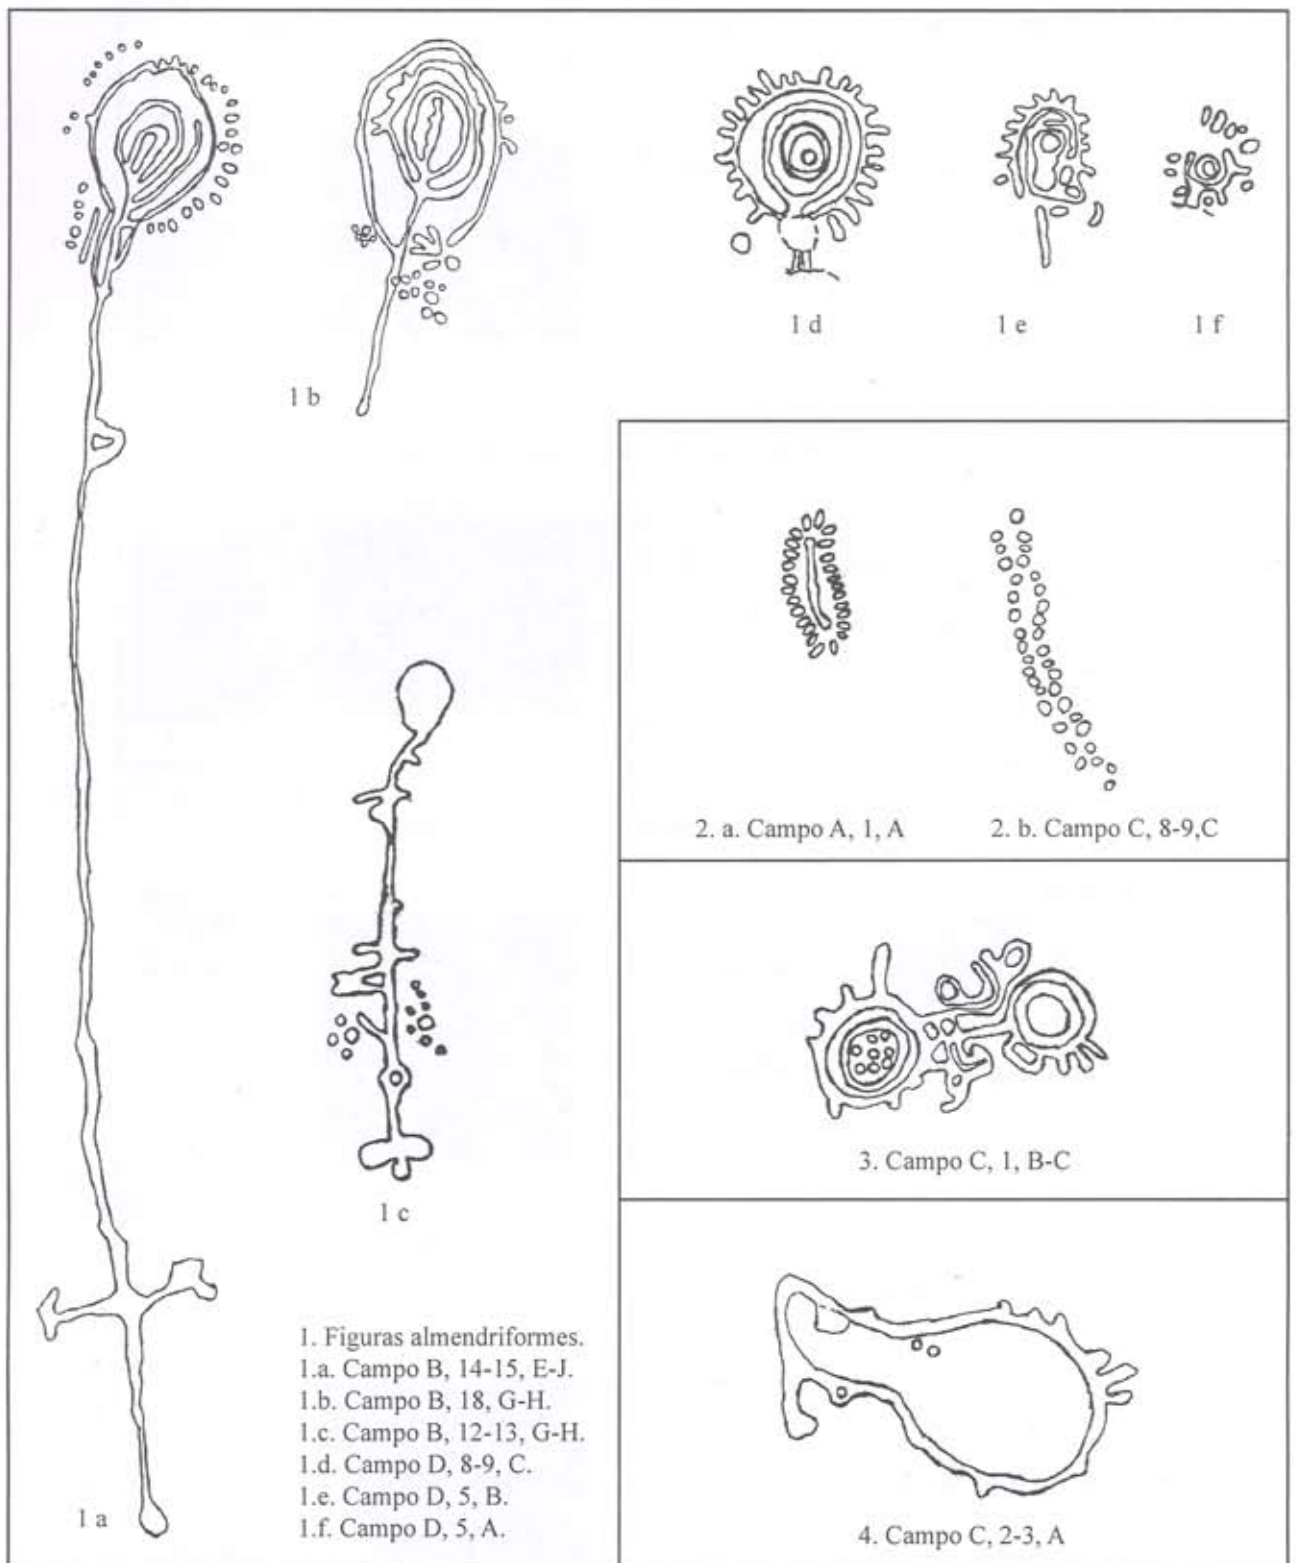 1 b
1 d
1 e
1 f
2. a. Campo A, 1, A
2. b. Campo C, 8-9,C
3. Campo C, 1, B-C
1 c
1. Figuras almendriformes.
1.a. Campo B, 14-15, E-J.
1.b. Campo B, 18, G-H.
1.c. Campo B, 12-13, G-H.
1.d. Campo D, 8-9, C.
1.e. Campo D, 5, B.
1.f. Campo D, 5, A.
1 a
4. Campo C, 2-3, A